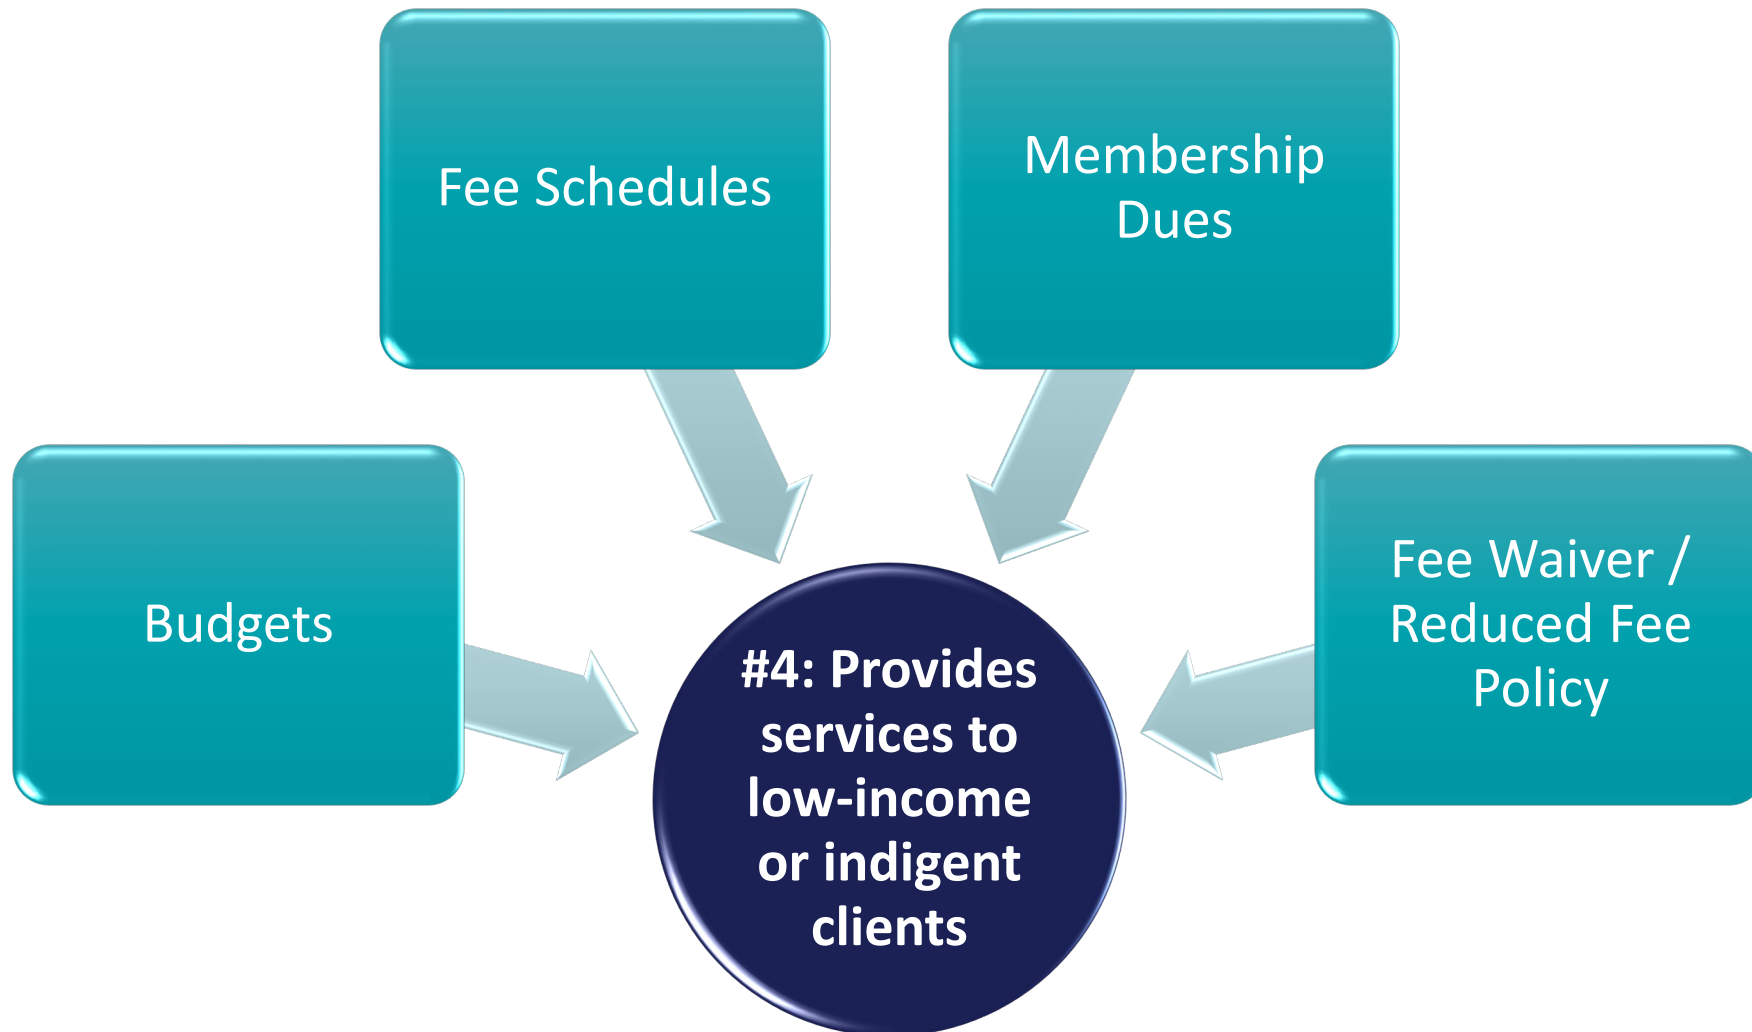 Fee Schedules
Membership
Dues
Budgets
Fee Waiver /
Reduced Fee
Policy
#4: Provides
services to
low-income
or indigent
clients